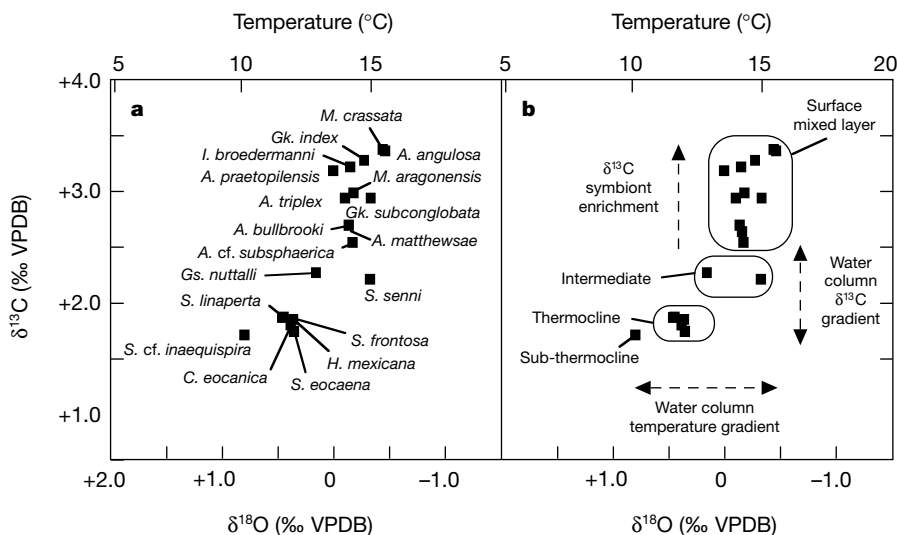 Temperature (°C)
5 10 15
a
+4.0
+3.0
+2.0
+1.0
δ13C (‰ VPDB)
M. crassata
Gk. index
I. broedermanni
A. angulosa
A. praetopilensis
M. aragonensis
A. triplex
Gk. subconglobata
A. bullbrooki
A. matthewsae
A. cf. subsphaerica
Gs. nuttalli
S. senni
S. linaperta
S. frontosa
S. cf. inaequispira
H. mexicana
C. eocanica
S. eocaena
+2.0 +1.0 0 −1.0
δ18O (‰ VPDB)
Temperature (°C)
5 10 15 20
b
Surface
mixed layer
δ13C
symbiont
enrichment
Intermediate
Water
column
δ13C
gradient
Thermocline
Sub-thermocline
Water column
temperature gradient
+1.0 0 −1.0
δ18O (‰ VPDB)